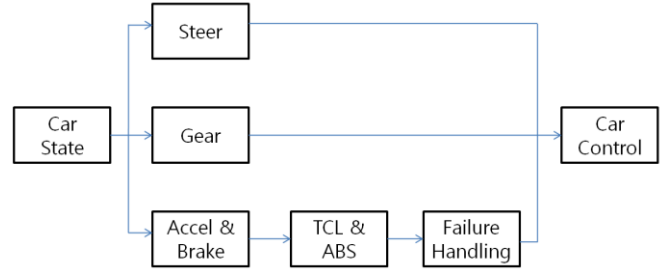 Steer
Car
State
Gear
Car
Control
Accel &
Brake
TCL &
ABS
Failure
Handling